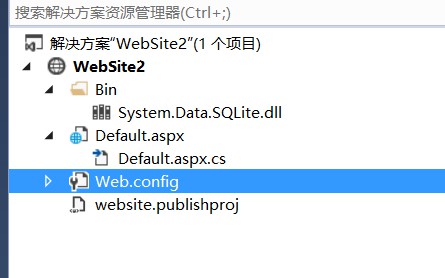 搜索解决方案资源管理器(Ctrl+;)
解决方案“WebSite2”(1 个项目)
WebSite2
Bin
System.Data.SQLite.dll
Default.aspx
Default.aspx.cs
Web.config
website.publishproj